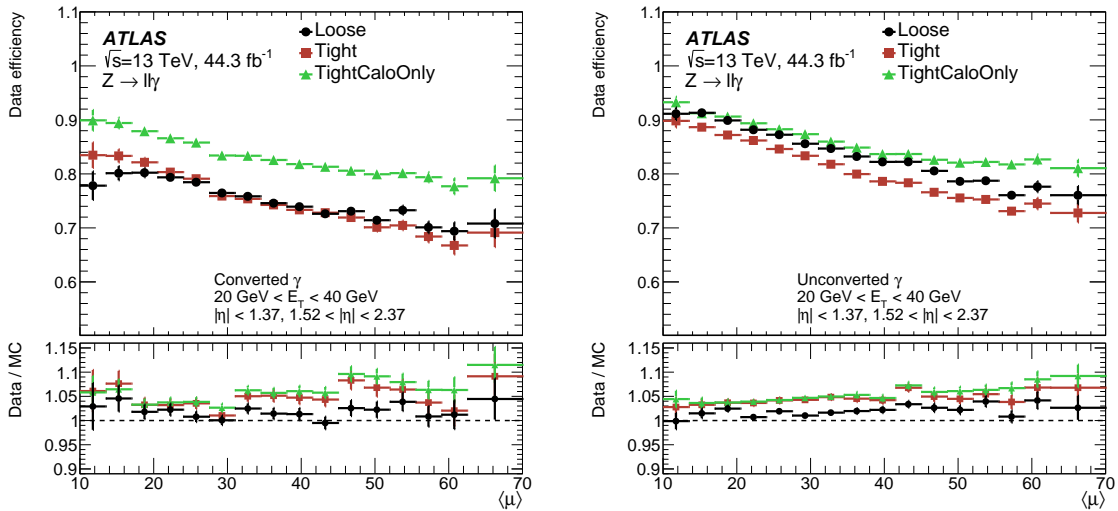 Data efficiency
1.1
1
0.9
0.8
0.7
0.6
ATLAS
√s=13 TeV, 44.3 fb⁻¹
Z → llγ
Loose
Tight
TightCaloOnly
Converted γ
20 GeV < E_T < 40 GeV
|η| < 1.37, 1.52 < |η| < 2.37
Data / MC
1.15
1.1
1.05
1
0.95
0.9
10 20 30 40 50 60 70
⟨μ⟩
Data efficiency
1.1
1
0.9
0.8
0.7
0.6
ATLAS
√s=13 TeV, 44.3 fb⁻¹
Z → llγ
Loose
Tight
TightCaloOnly
Unconverted γ
20 GeV < E_T < 40 GeV
|η| < 1.37, 1.52 < |η| < 2.37
Data / MC
1.15
1.1
1.05
1
0.95
0.9
10 20 30 40 50 60 70
⟨μ⟩